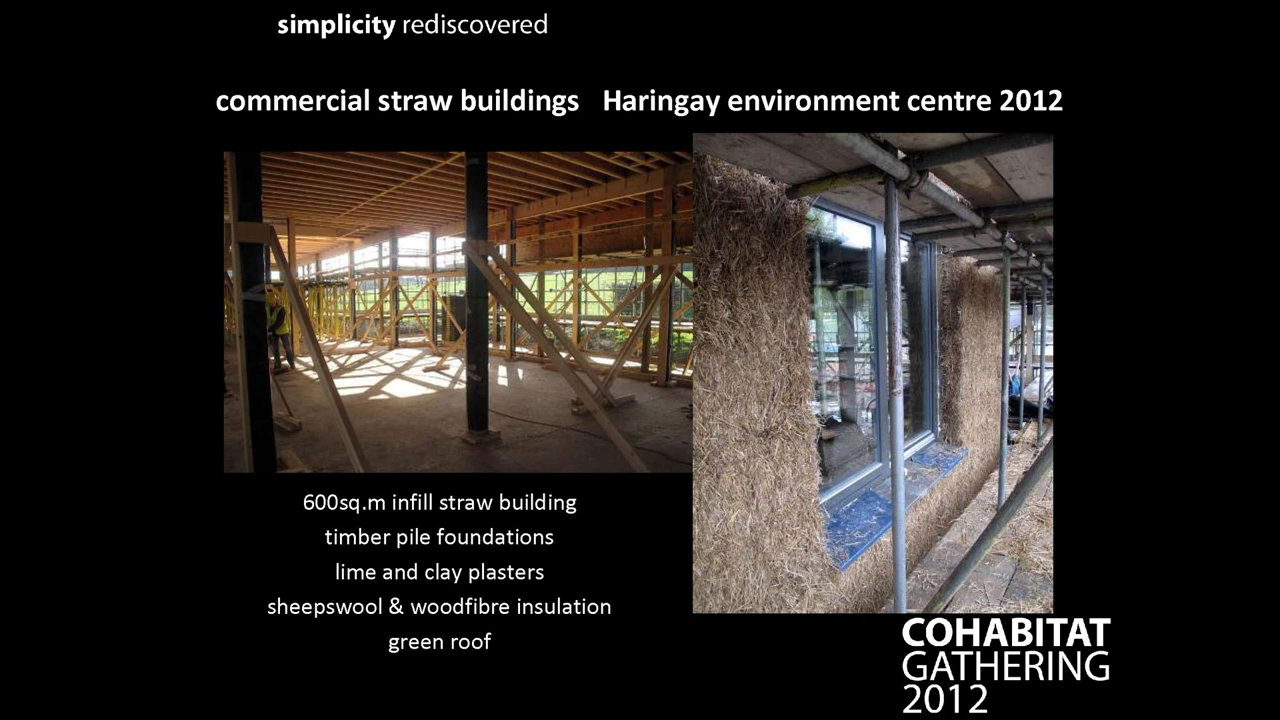 simplicity rediscovered
commercial straw buildings Haringay environment centre 2012
600sq.m infill straw building
timber pile foundations
lime and clay plasters
sheepswool & woodfibre insulation
green roof
COHABITAT
GATHERING
2012